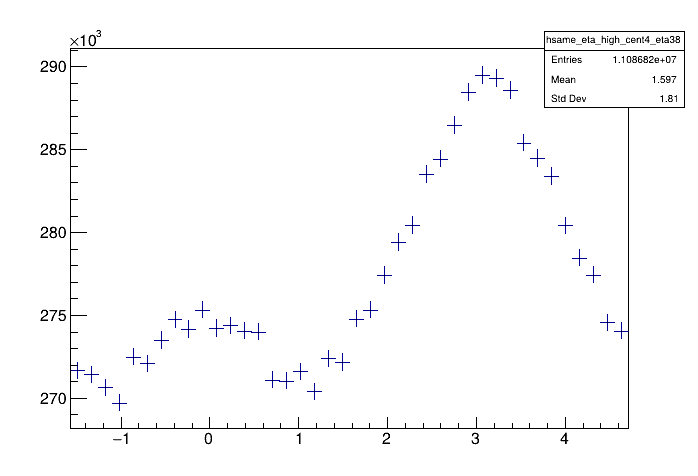 ×10³
hsame_eta_high_cent4_eta38
Entries 1.108682e+07
Mean 1.597
Std Dev 1.81
290
285
280
275
270
−1 0 1 2 3 4